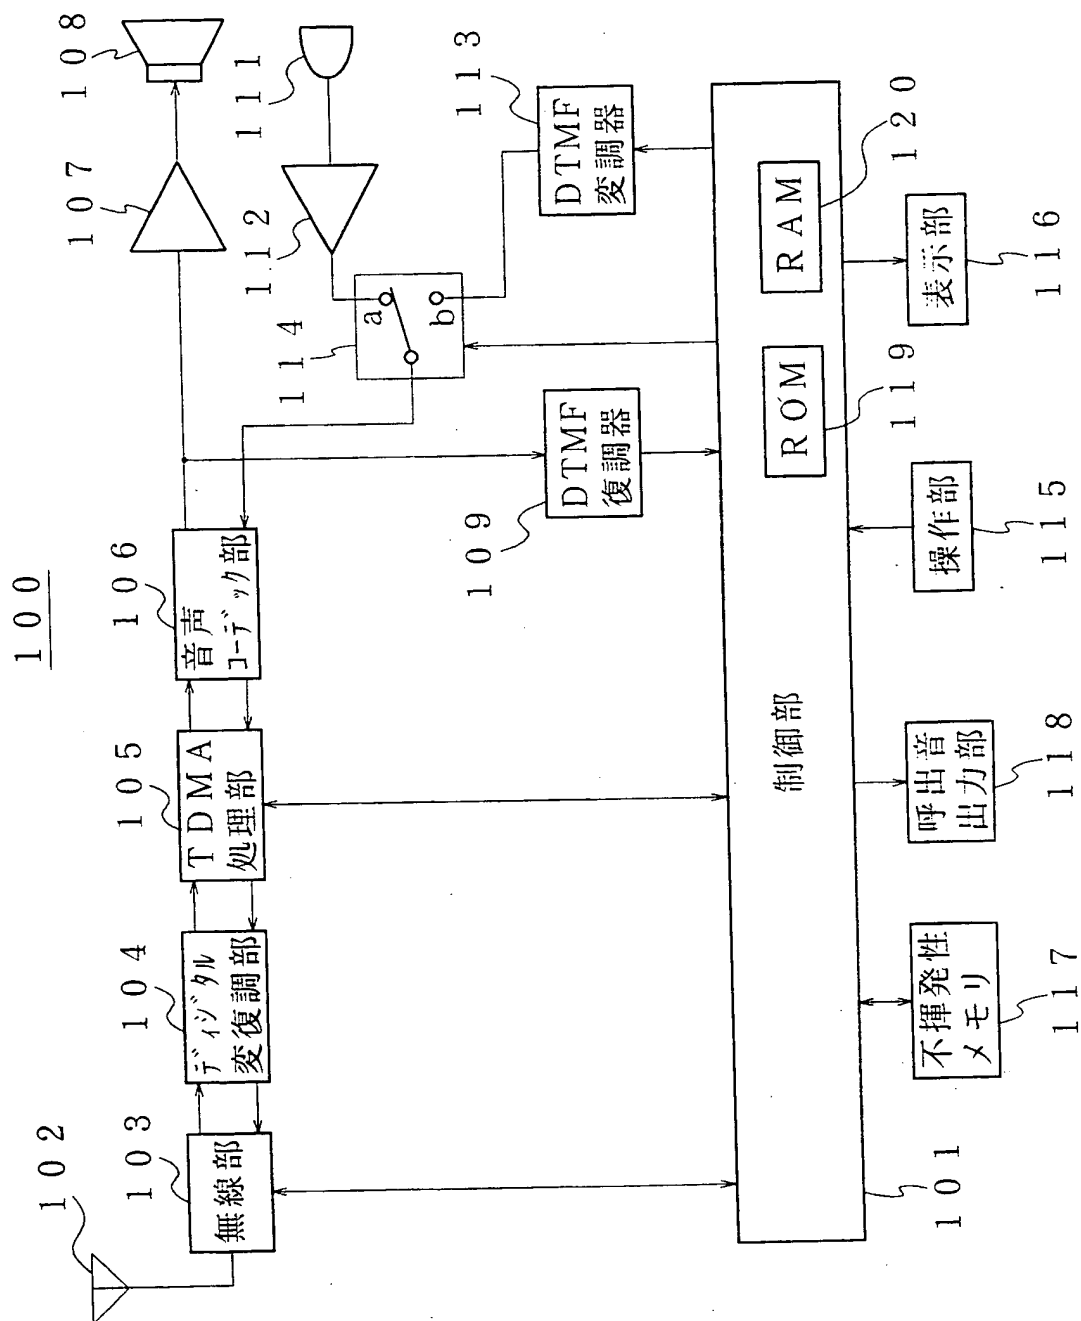 100
102
103
無線部
104
ディジタル
変復調部
105
TDMA
処理部
106
音声
コーデック部
107
108
111
112
114
a
b
109
DTMF
復調器
113
DTMF
変調器
制御部
101
ROM
119
RAM
120
不揮発性
メモリ
117
呼出音
出力部
118
操作部
115
表示部
116